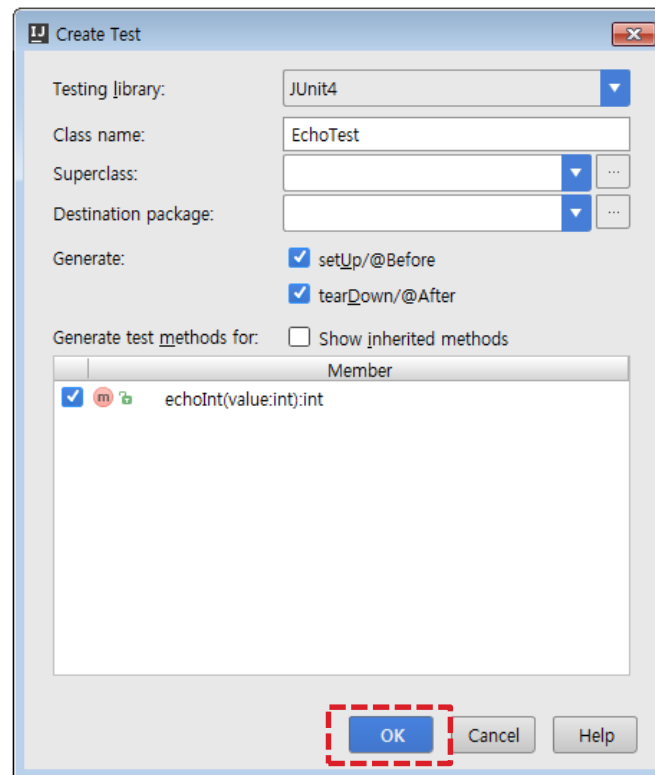 IJ Create Test
Testing library: JUnit4
Class name: EchoTest
Superclass: ...
Destination package: ...
Generate: setUp/@Before
tearDown/@After
Generate test methods for: Show inherited methods
Member
m echoInt(value:int):int
OK Cancel Help